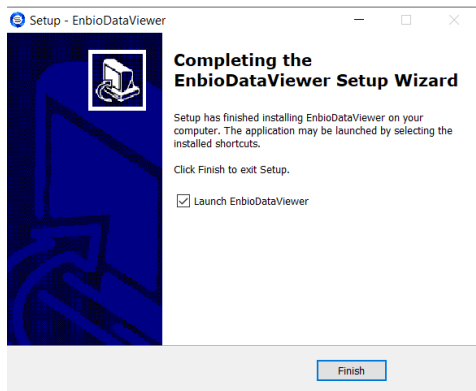 Setup - EnbioDataViewer
Completing the
EnbioDataViewer Setup Wizard
Setup has finished installing EnbioDataViewer on your
computer. The application may be launched by selecting the
installed shortcuts.
Click Finish to exit Setup.
Launch EnbioDataViewer
Finish